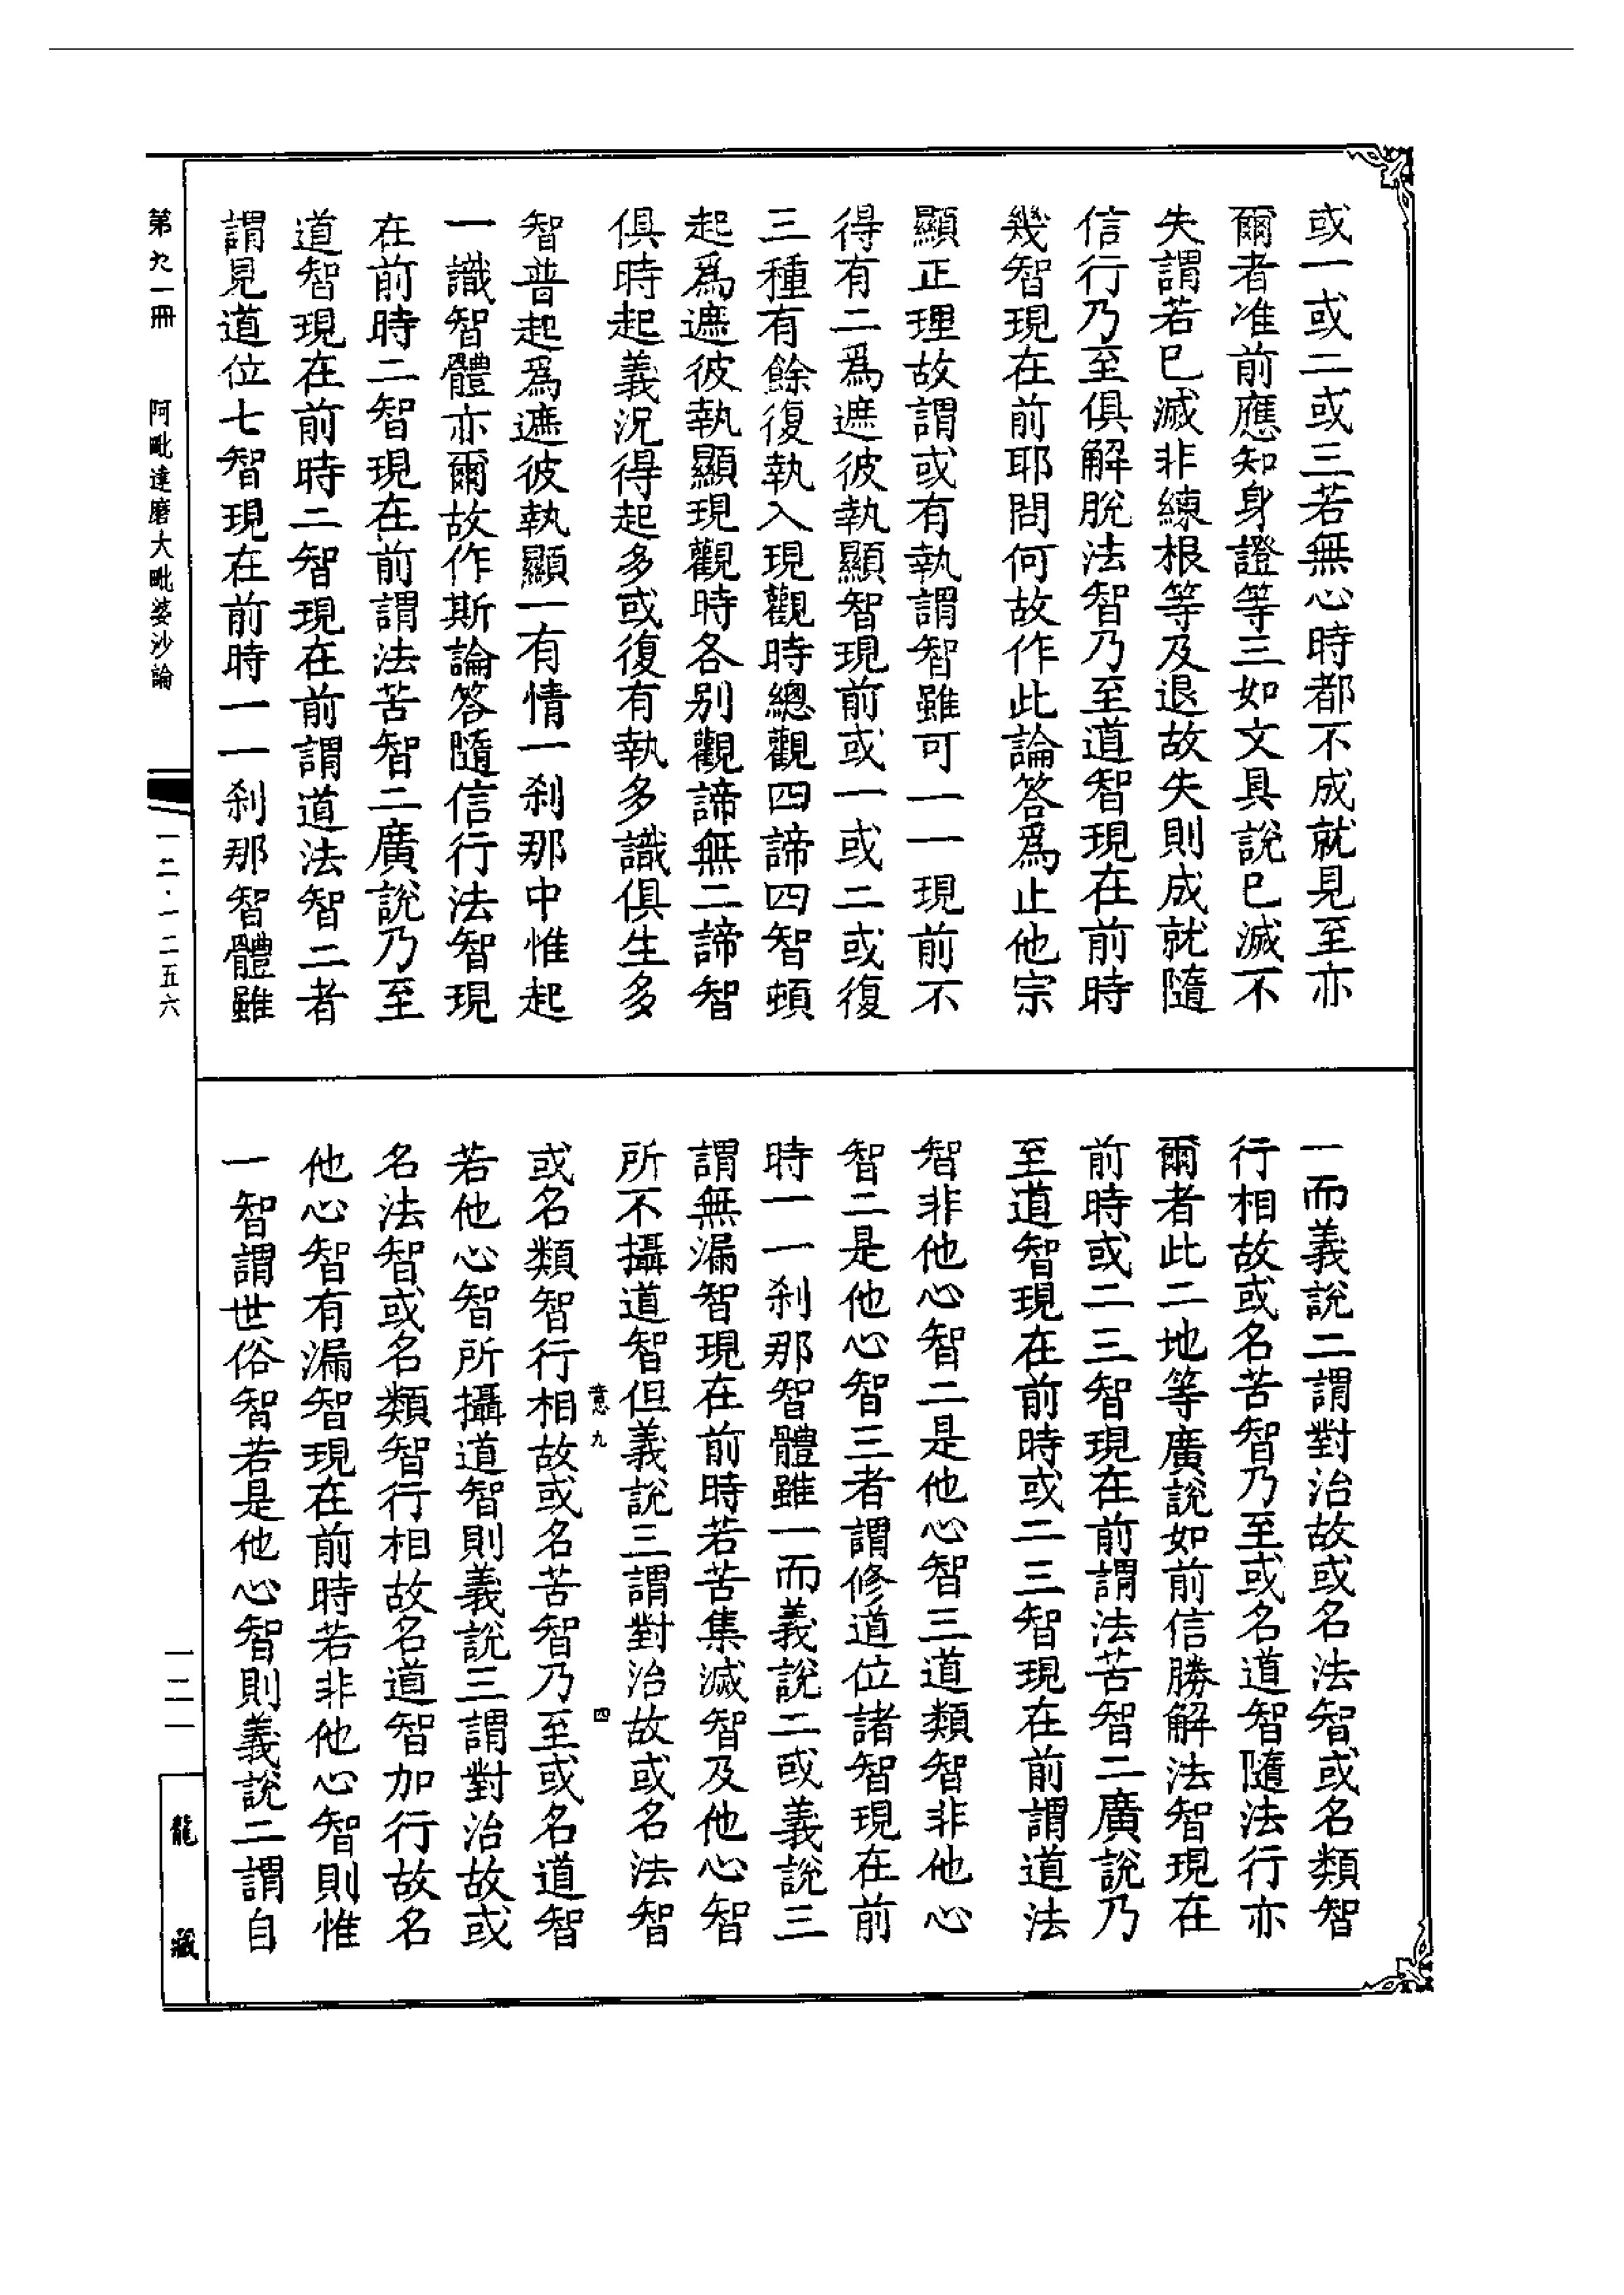 或一或二或三若無心時都不成就見至亦
爾者准前應知身證等三如文具說已滅不
失謂若已滅非練根等及退故失則成就隨
信行乃至俱解脫法智乃至道智現在前時
幾智現在前耶問何故作此論答爲止他宗
顯正理故謂或有執謂智雖可一一現前不
得有二爲遮彼執顯智現前或一或二或復
三種有餘復執入現觀時總觀四諦四智頓
起爲遮彼執顯現觀時各別觀諦無二諦智
俱時起義況得起多或復有執多識俱生多
智普起爲遮彼執顯一有情一剎那中惟起
一識智體亦爾故作斯論答隨信行法智現
在前時二智現在前謂法苦智二廣說乃至
道智現在前時二智現在前謂道法智二者
謂見道位七智現在前時一一剎那智體雖
一而義說二謂對治故或名法智或名類智
行相故或名苦智乃至或名道智隨法行亦
爾者此二地等廣說如前信勝解法智現在
前時或二三智現在前謂法苦智二廣說乃
至道智現在前時或二三智現在前謂道法
智非他心智二是他心智三道類智非他心
智二是他心智三者謂修道位諸智現在前
時一一剎那智體雖一而義說二或義說三
謂無漏智現在前時若苦集滅智及他心智
所不攝道智但義說三謂對治故或名法智
意九 四
或名類智行相故或名苦智乃至或名道智
若他心智所攝道智則義說三謂對治故或
名法智或名類智行相故名道智加行故名
他心智有漏智現在前時若非他心智則惟
一智謂世俗智若是他心智則義說二謂自
第九一冊 阿毗達磨大毗婆沙論
一二·一二五六
一二一
龍藏